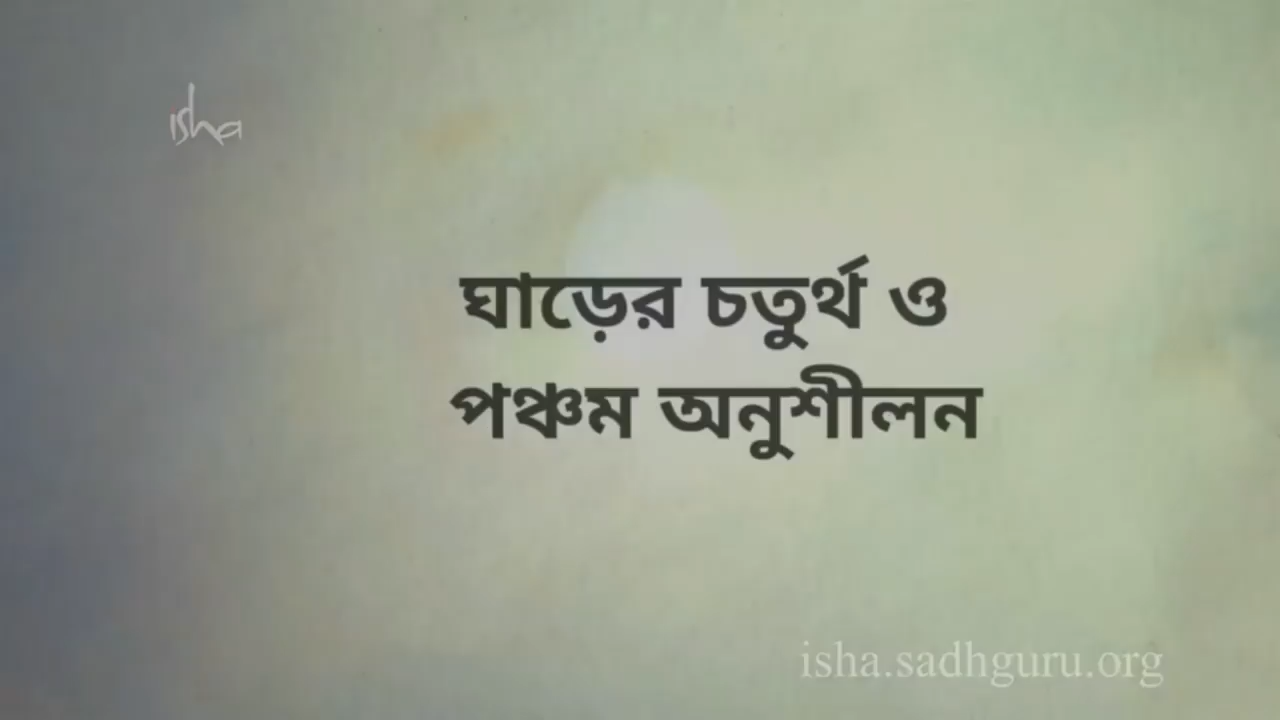 isha
ঘাড়ের চতুর্থ ও
পঞ্চম অনুশীলন
isha.sadhguru.org